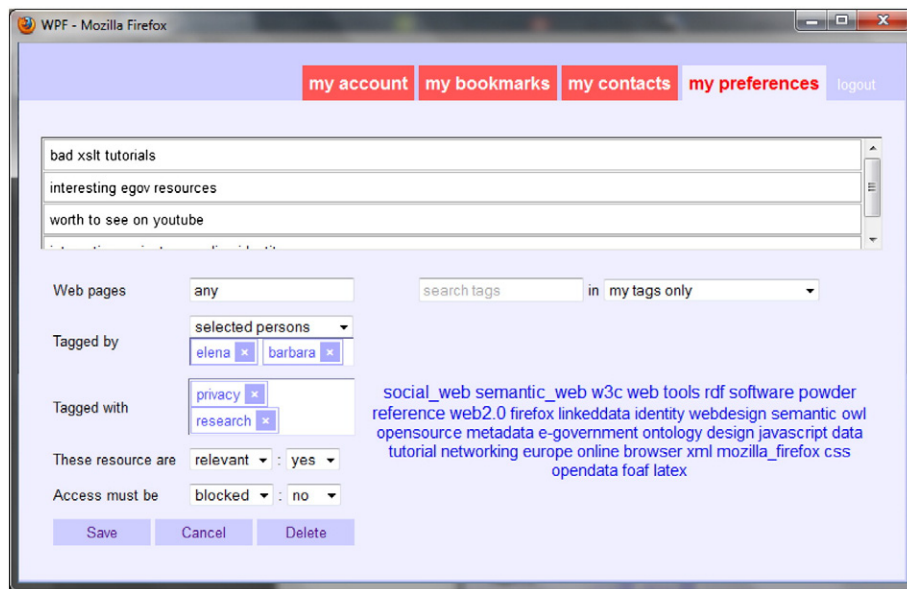 WPF - Mozilla Firefox
my account my bookmarks my contacts my preferences logout
bad xslt tutorials
interesting egov resources
worth to see on youtube
Web pages any search tags in my tags only
Tagged by selected persons
elena × barbara ×
Tagged with privacy ×
research ×
social_web semantic_web w3c web tools rdf software powder
reference web2.0 firefox linkeddata identity webdesign semantic owl
opensource metadata e-government ontology design javascript data
tutorial networking europe online browser xml mozilla_firefox css
opendata foaf latex
These resource are relevant : yes
Access must be blocked : no
Save Cancel Delete